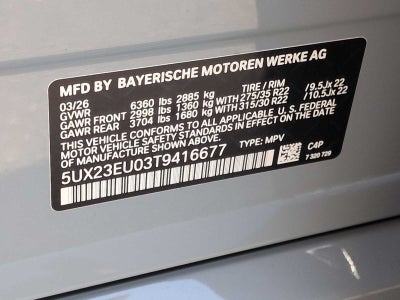 MFD BY BAYERISCHE MOTOREN WERKE AG
03/26 6360 lbs 2885 kg TIRE / RIM
GVWR
GAWR FRONT 2998 lbs 1360 kg WITH 275/35 R22 / 9.5Jx 22
GAWR REAR 3704 lbs 1680 kg WITH 315/30 R22 / 10.5Jx 22
THIS VEHICLE CONFORMS TO ALL APPLICABLE U. S. FEDERAL
MOTOR VEHICLE SAFETY STANDARDS IN EFFECT ON THE DATE
OF MANUFACTURE SHOWN ABOVE.
5UX23EU03T9416677 TYPE: MPV
C4P
7 320 729